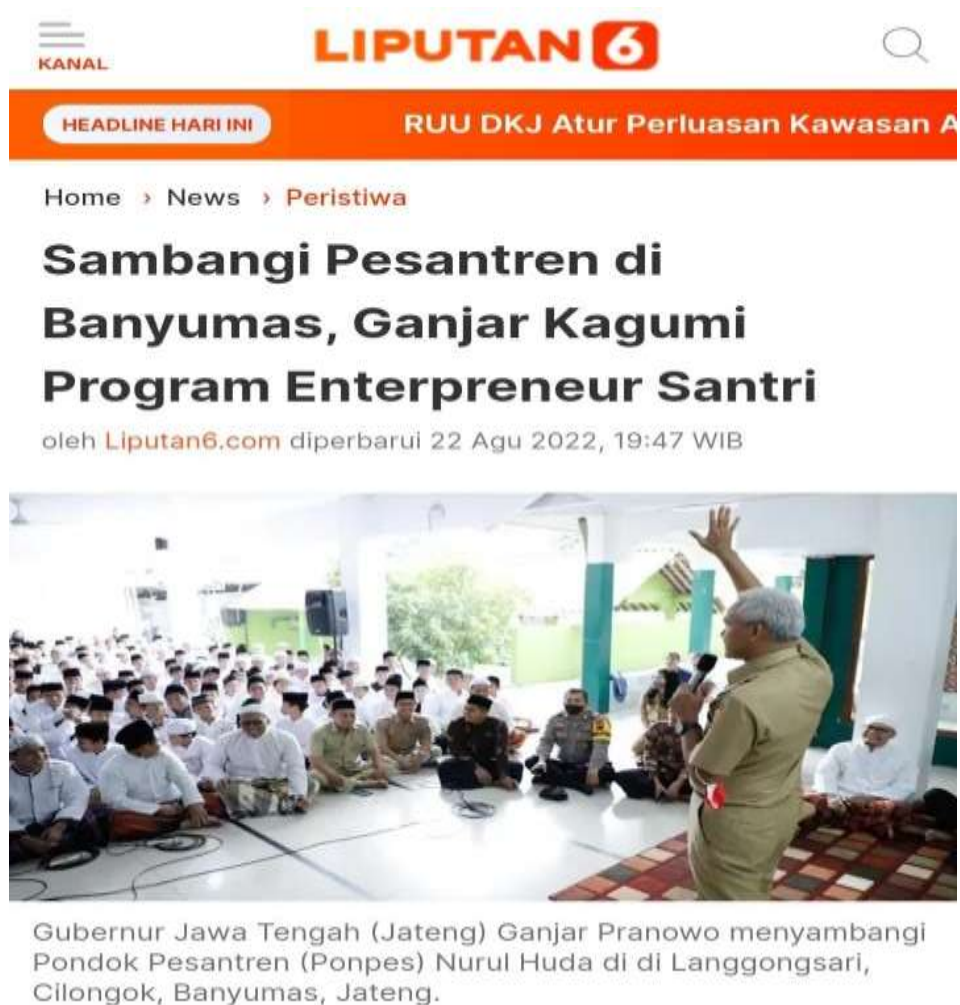 KANAL
LIPUTAN 6
HEADLINE HARI INI
RUU DKJ Atur Perluasan Kawasan A
Home › News › Peristiwa
Sambangi Pesantren di
Banyumas, Ganjar Kagumi
Program Enterpreneur Santri
oleh Liputan6.com diperbarui 22 Agu 2022, 19:47 WIB
Gubernur Jawa Tengah (Jateng) Ganjar Pranowo menyambangi
Pondok Pesantren (Ponpes) Nurul Huda di di Langgongsari,
Cilongok, Banyumas, Jateng.